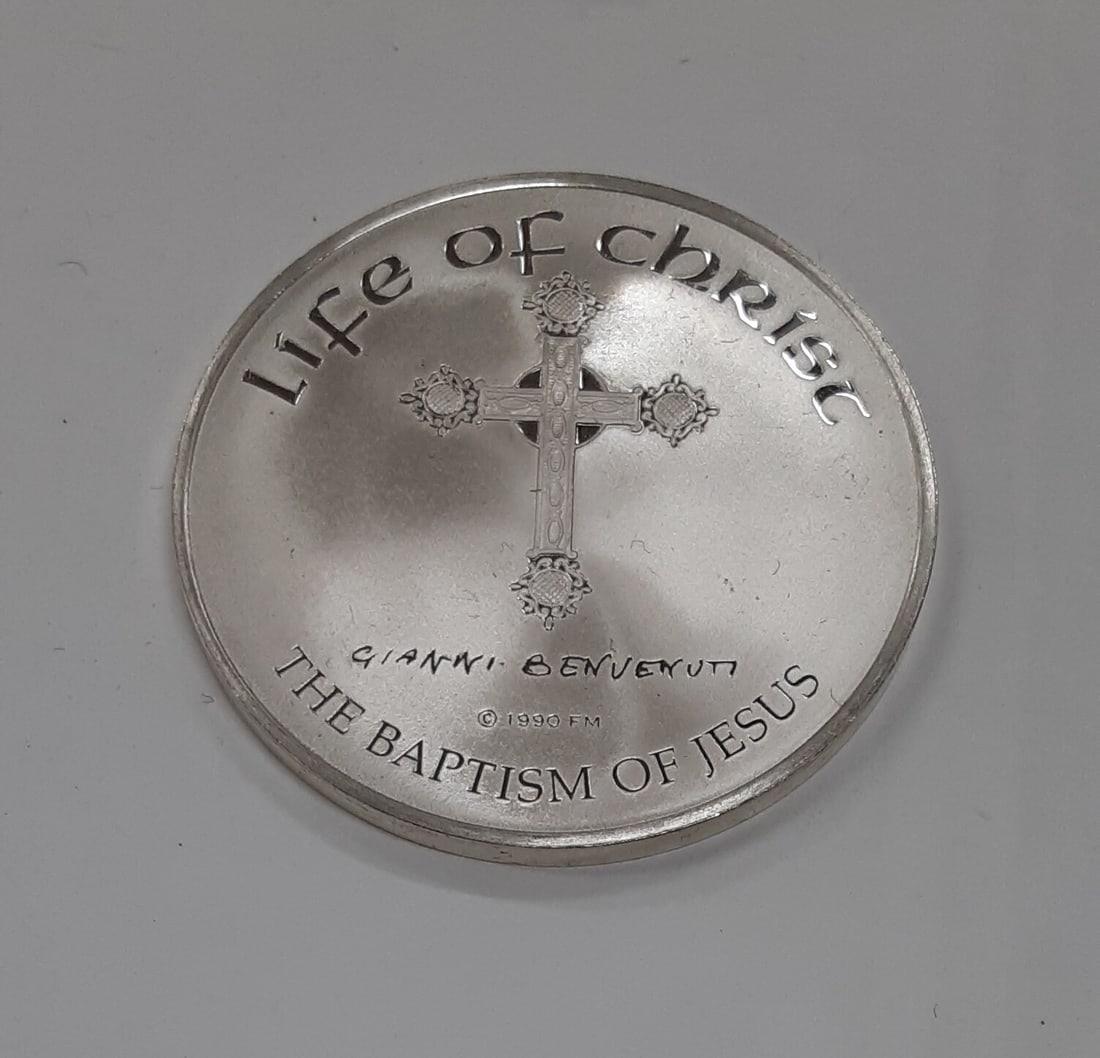 Life of Christ
GIANNI BENVENUTI
© 1990 FM
THE BAPTISM OF JESUS